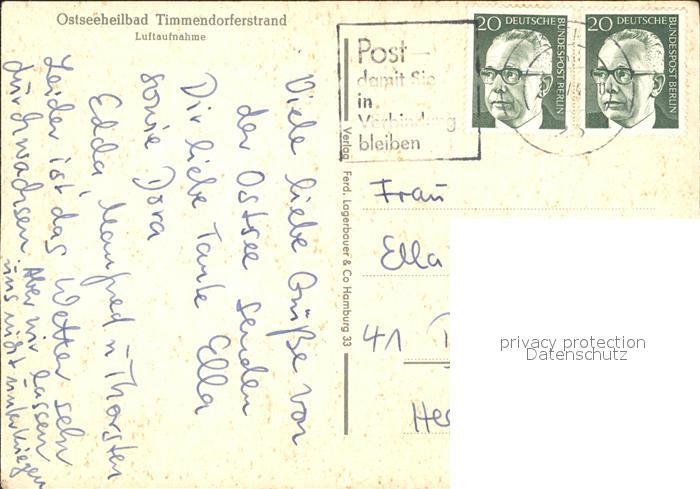 Ostseeheilbad Timmendorferstrand
Luftaufnahme
Viele liebe Grüße von
der Ostsee senden
Dir liebe Tante Ella
sowie Dora
Edda, Manfred u Thorsten
Leider ist das Wetter sehr
durchwachsen. Aber wir lassen
uns nicht unterkriegen
Verlag Ferd. Lagerbauer & Co Hamburg 33
Post –
damit Sie
in
Verbindung
bleiben
20 DEUTSCHE BUNDESPOST BERLIN
20 DEUTSCHE BUNDESPOST BERLIN
Frau
Ella
41
privacy protection
Datenschutz